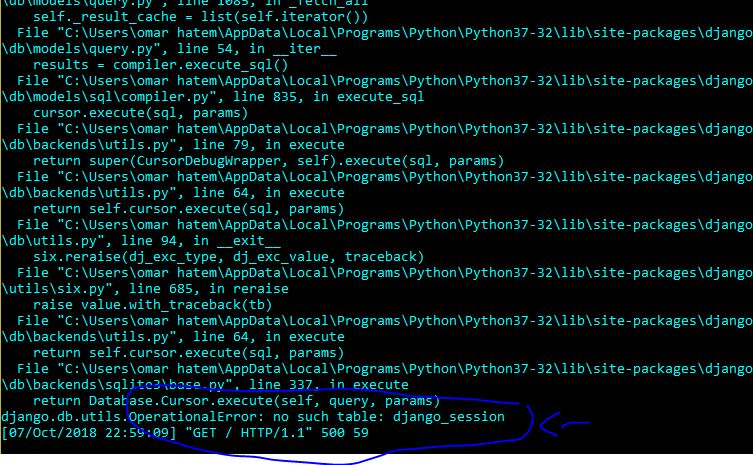 \db\models\query.py", line 1085, in _fetch_all
self._result_cache = list(self.iterator())
File "C:\Users\omar hatem\AppData\Local\Programs\Python\Python37-32\lib\site-packages\django
\db\models\query.py", line 54, in __iter__
results = compiler.execute_sql()
File "C:\Users\omar hatem\AppData\Local\Programs\Python\Python37-32\lib\site-packages\django
\db\models\sql\compiler.py", line 835, in execute_sql
cursor.execute(sql, params)
File "C:\Users\omar hatem\AppData\Local\Programs\Python\Python37-32\lib\site-packages\django
\db\backends\utils.py", line 79, in execute
return super(CursorDebugWrapper, self).execute(sql, params)
File "C:\Users\omar hatem\AppData\Local\Programs\Python\Python37-32\lib\site-packages\django
\db\backends\utils.py", line 64, in execute
return self.cursor.execute(sql, params)
File "C:\Users\omar hatem\AppData\Local\Programs\Python\Python37-32\lib\site-packages\django
\db\utils.py", line 94, in __exit__
six.reraise(dj_exc_type, dj_exc_value, traceback)
File "C:\Users\omar hatem\AppData\Local\Programs\Python\Python37-32\lib\site-packages\django
\utils\six.py", line 685, in reraise
raise value.with_traceback(tb)
File "C:\Users\omar hatem\AppData\Local\Programs\Python\Python37-32\lib\site-packages\django
\db\backends\utils.py", line 64, in execute
return self.cursor.execute(sql, params)
File "C:\Users\omar hatem\AppData\Local\Programs\Python\Python37-32\lib\site-packages\django
\db\backends\sqlite3\base.py", line 337, in execute
return Database.Cursor.execute(self, query, params)
django.db.utils.OperationalError: no such table: django_session
[07/Oct/2018 22:59:09] "GET / HTTP/1.1" 500 59